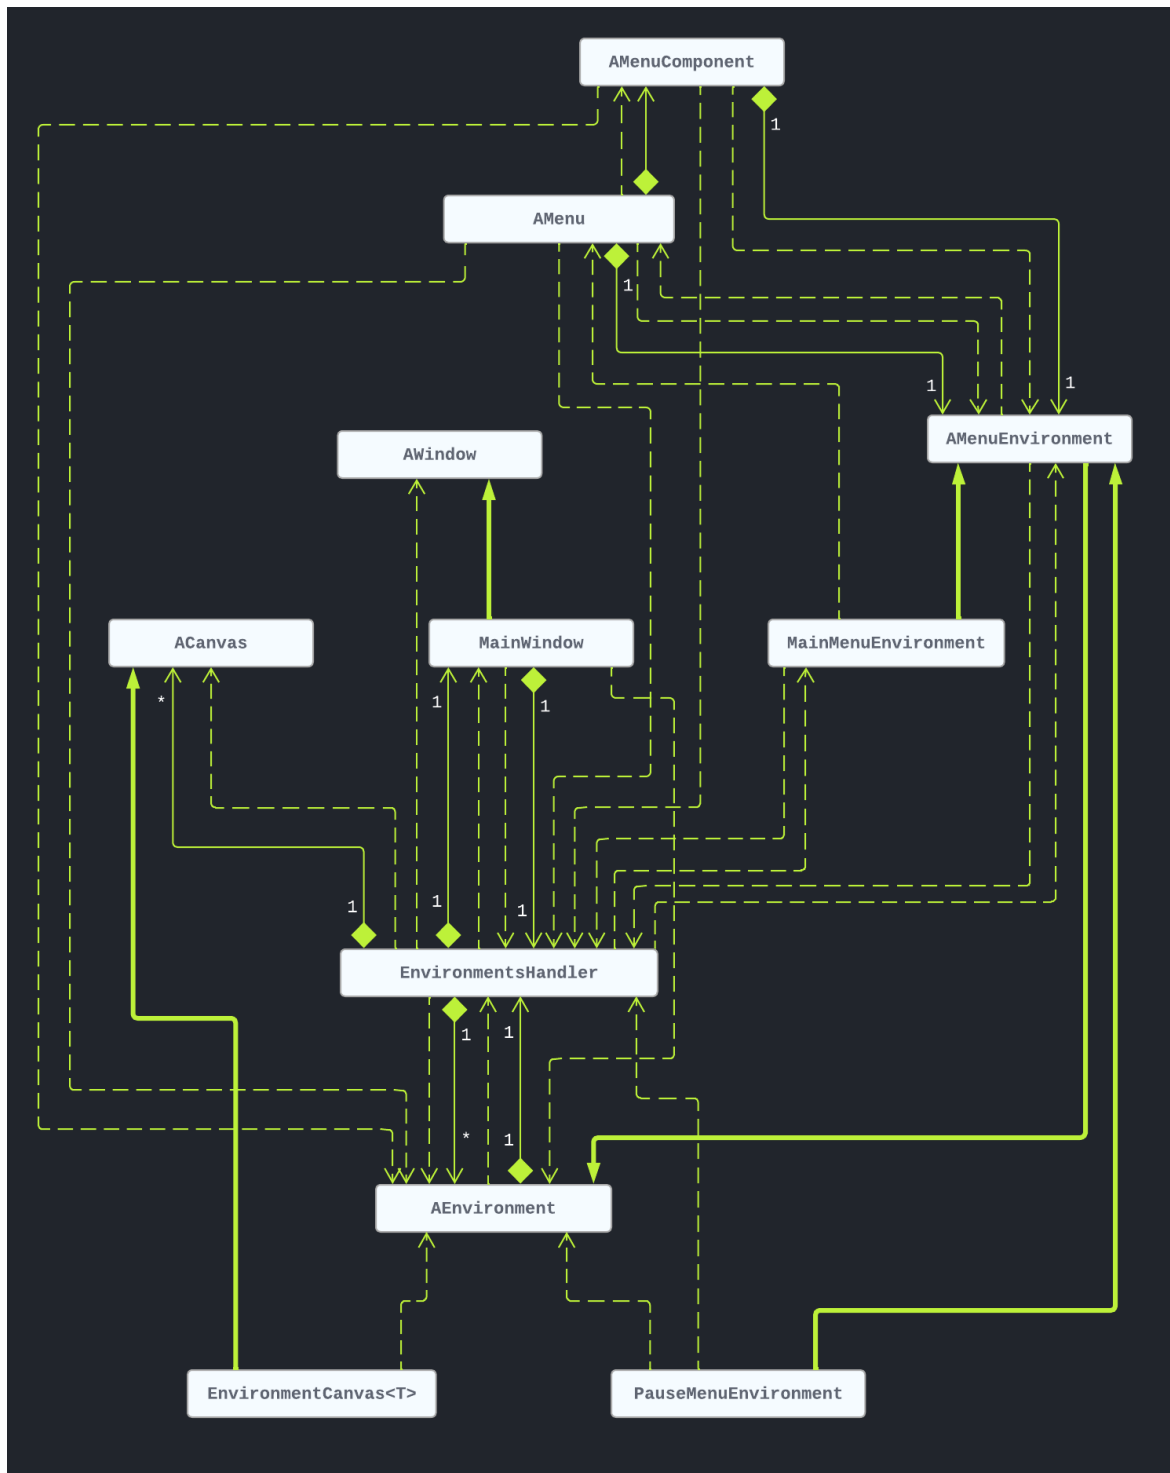 AMenuComponent
1
AMenu
1
1
1
AMenuEnvironment
AWindow
ACanvas
MainWindow
MainMenuEnvironment
*
1
1
1
1
1
EnvironmentsHandler
1
1
*
1
AEnvironment
EnvironmentCanvas<T>
PauseMenuEnvironment